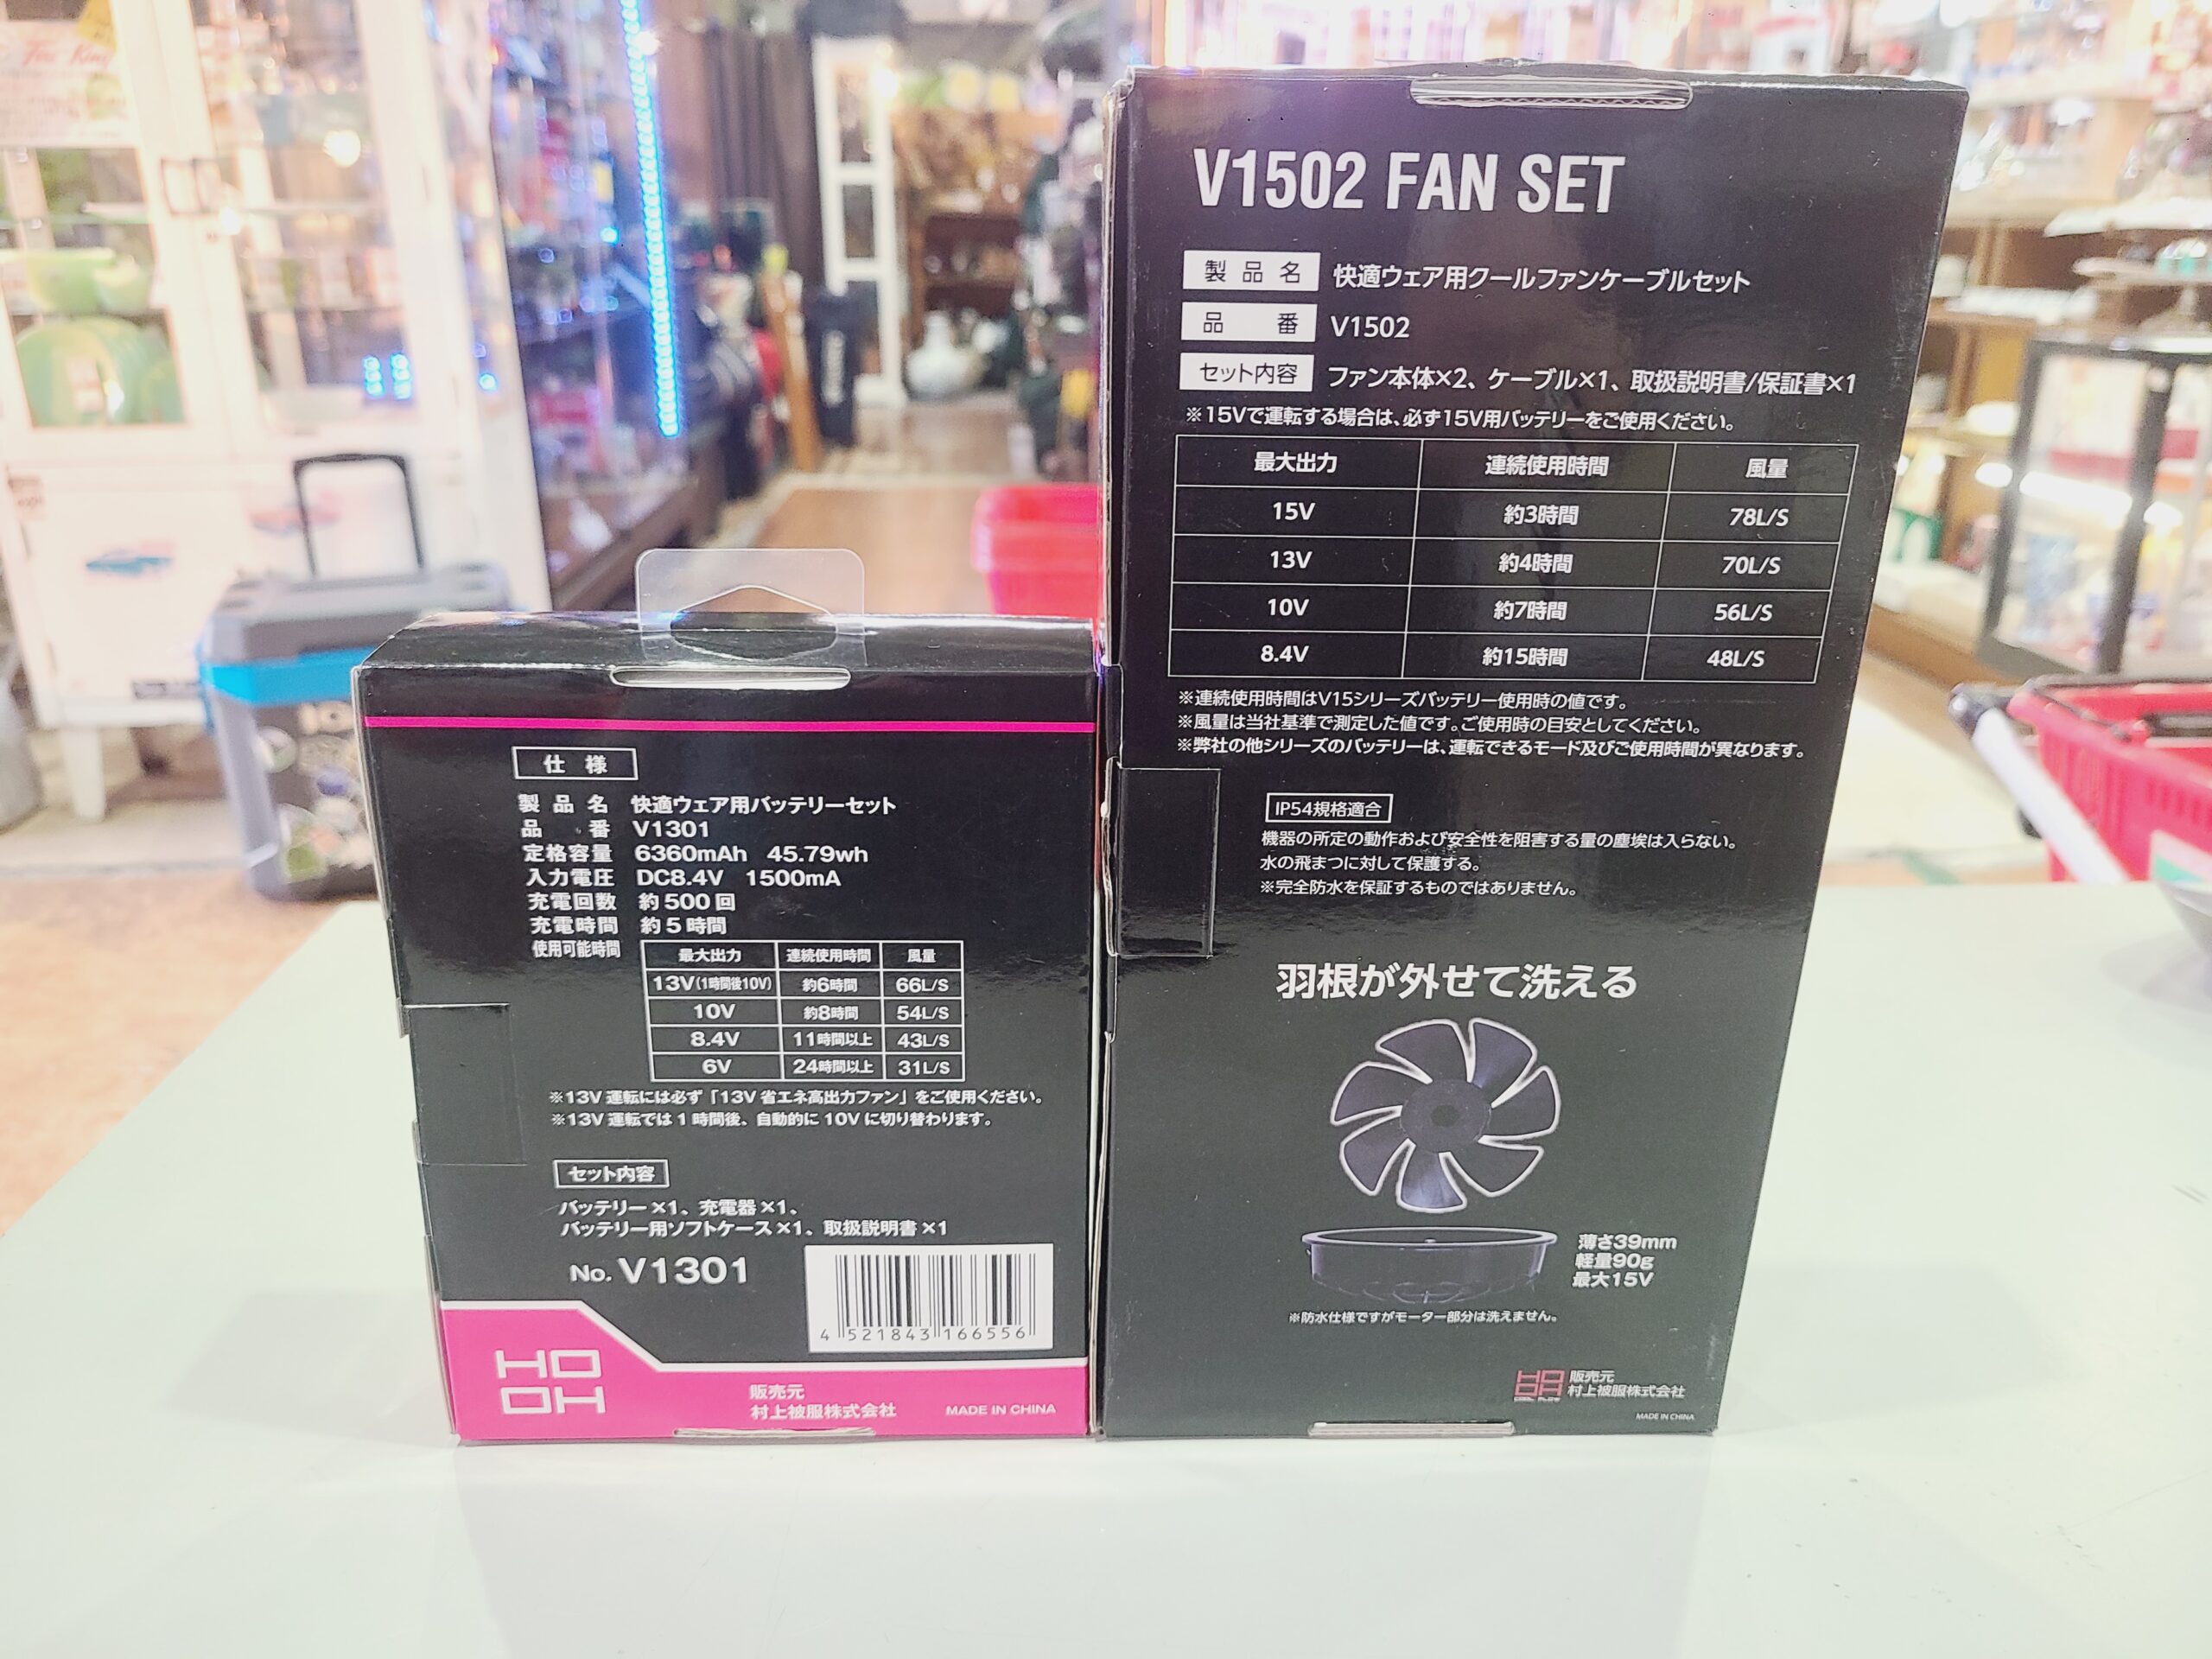 仕様
製品名 快適ウェア用バッテリーセット
品番 V1301
定格容量 6360mAh 45.79wh
入力電圧 DC8.4V 1500mA
充電回数 約500回
充電時間 約5時間
使用可能時間
最大出力 連続使用時間 風量
13V(1時間後10V) 約6時間 66L/S
10V 約8時間 54L/S
8.4V 11時間以上 43L/S
6V 24時間以上 31L/S
※13V運転には必ず「13V省エネ高出力ファン」をご使用ください。
※13V運転では1時間後、自動的に10Vに切り替わります。
セット内容
バッテリー×1、充電器×1、
バッテリー用ソフトケース×1、取扱説明書×1
No. V1301
4 521843 166556
HO
OH
販売元
村上被服株式会社
MADE IN CHINA
V1502 FAN SET
製品名 快適ウェア用クールファンケーブルセット
品番 V1502
セット内容 ファン本体×2、ケーブル×1、取扱説明書/保証書×1
※15Vで運転する場合は、必ず15V用バッテリーをご使用ください。
最大出力 連続使用時間 風量
15V 約3時間 78L/S
13V 約4時間 70L/S
10V 約7時間 56L/S
8.4V 約15時間 48L/S
※連続使用時間はV15シリーズバッテリー使用時の値です。
※風量は当社基準で測定した値です。ご使用時の目安としてください。
※弊社の他シリーズのバッテリーは、運転できるモード及びご使用時間が異なります。
IP54規格適合
機器の所定の動作および安全性を阻害する量の塵埃は入らない。
水の飛まつに対して保護する。
※完全防水を保証するものではありません。
羽根が外せて洗える
薄さ39mm
軽量90g
最大15V
※防水仕様ですがモーター部分は洗えません。
HO
OH
販売元
村上被服株式会社
MADE IN CHINA